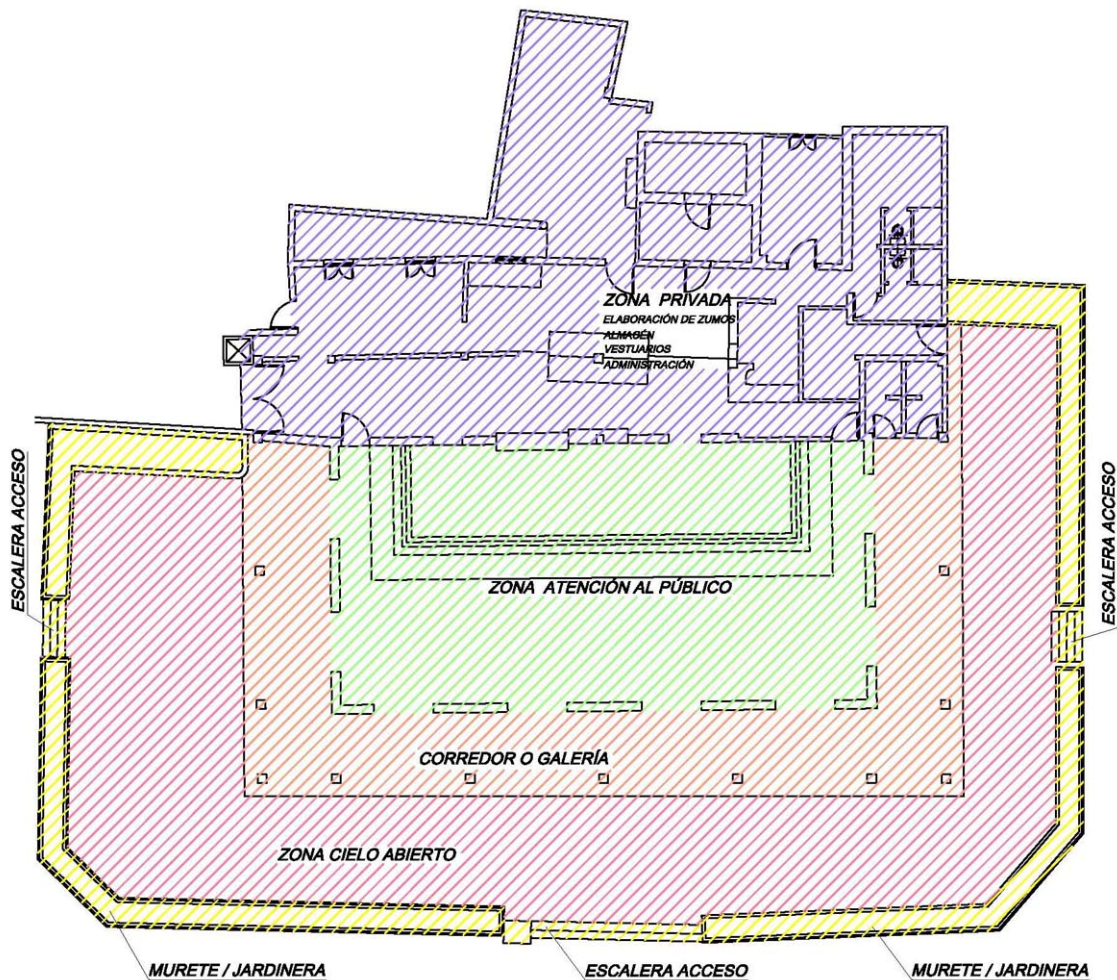 ZONA PRIVADA
ELABORACIÓN DE ZUMOS
ALMASÉN
VESTUARIOS
ADMINISTRACIÓN
ESCALERA ACCESO
ESCALERA ACCESO
ZONA ATENCIÓN AL PÚBLICO
CORREDOR O GALERÍA
ZONA CIELO ABIERTO
MURETE / JARDINERA
ESCALERA ACCESO
MURETE / JARDINERA